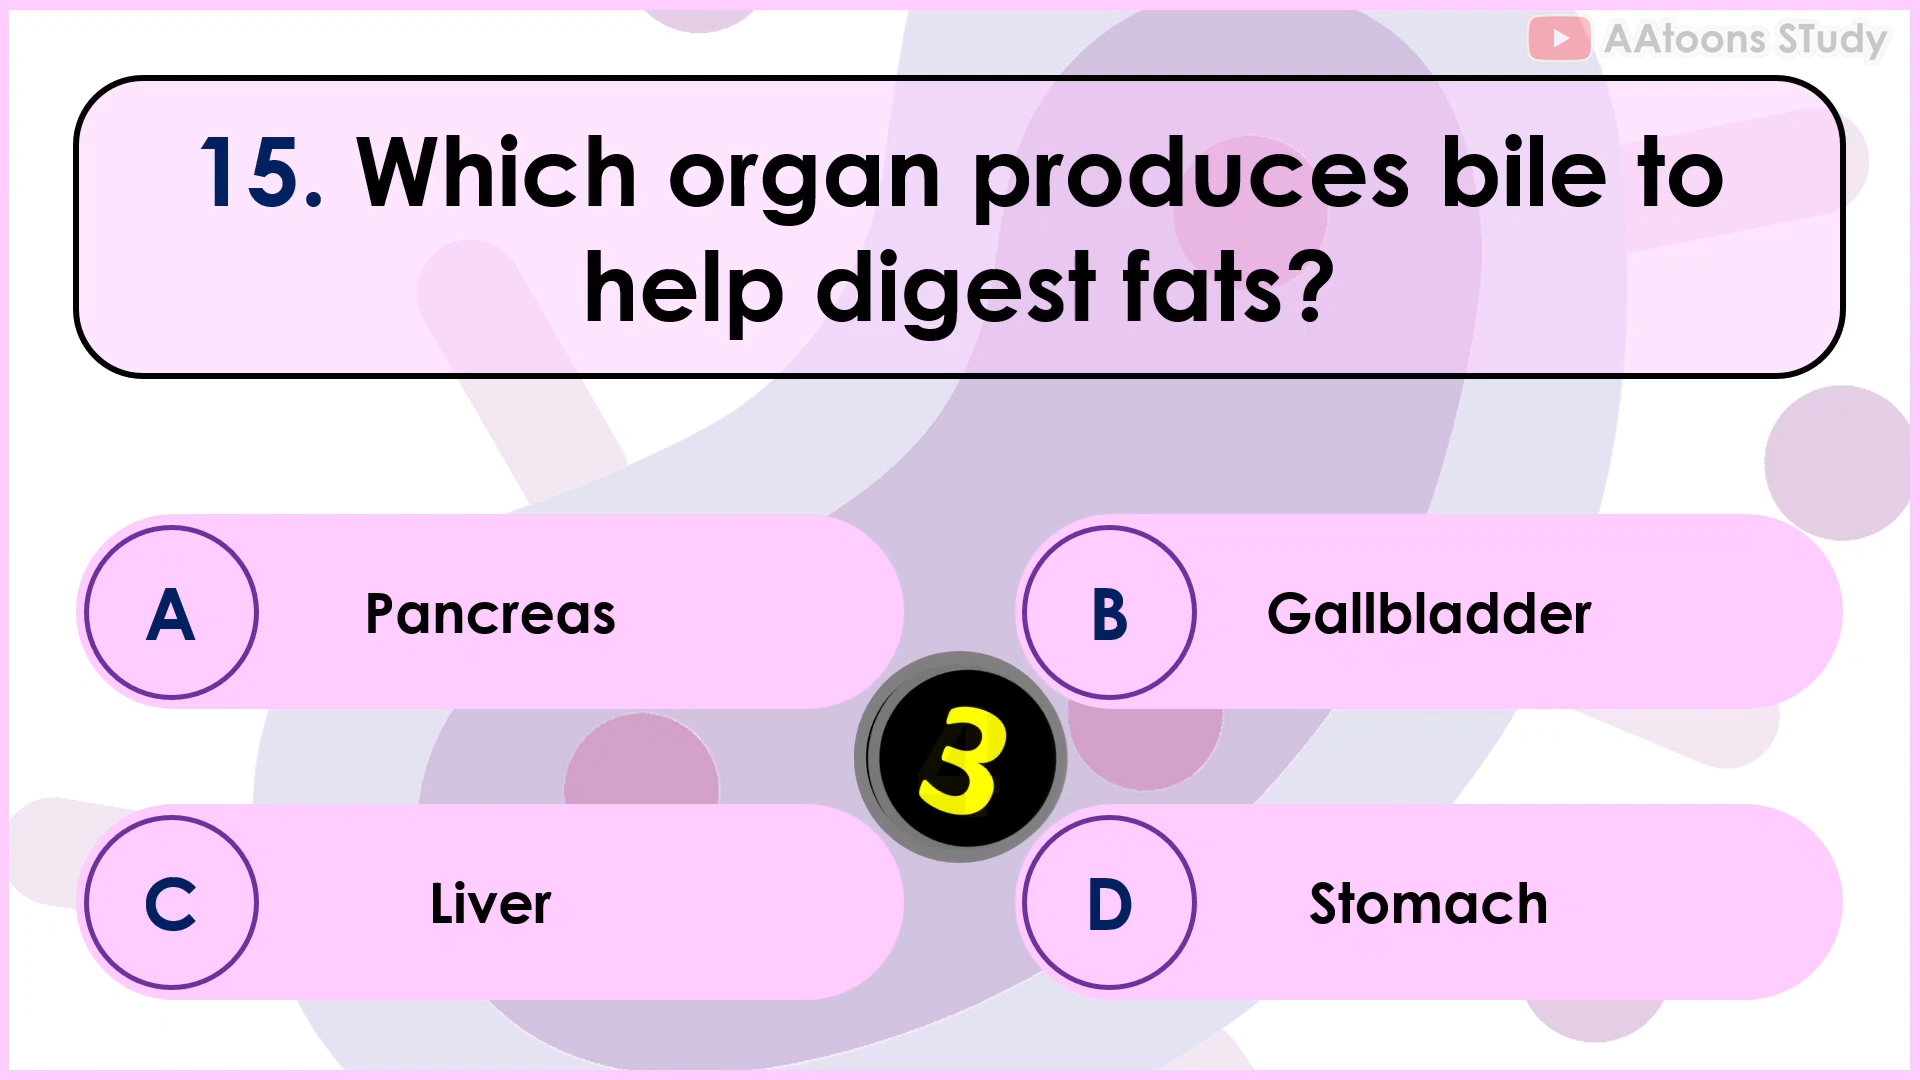 AAtoons STudy
15. Which organ produces bile to
help digest fats?
A
Pancreas
B
Gallbladder
3
C
Liver
D
Stomach